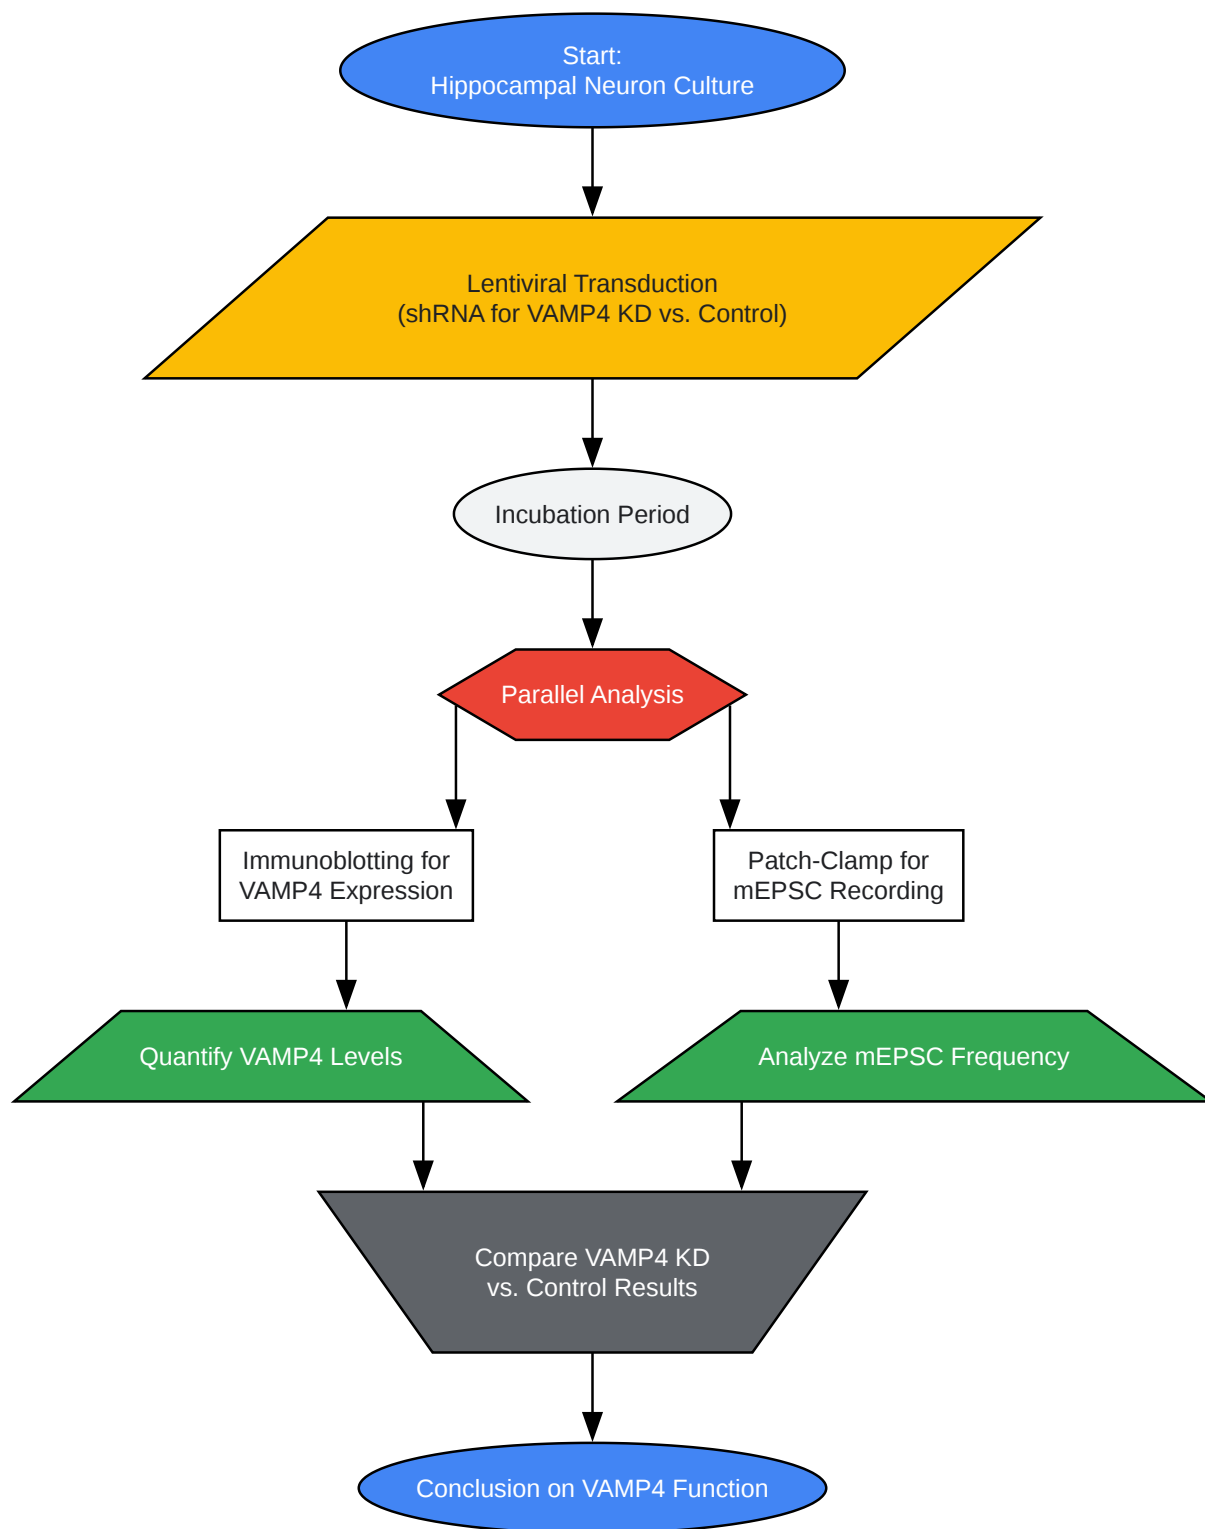 Start:
Hippocampal Neuron Culture
Lentiviral Transduction
(shRNA for VAMP4 KD vs. Control)
Incubation Period
Parallel Analysis
Immunoblotting for
VAMP4 Expression
Patch-Clamp for
mEPSC Recording
Quantify VAMP4 Levels
Analyze mEPSC Frequency
Compare VAMP4 KD
vs. Control Results
Conclusion on VAMP4 Function